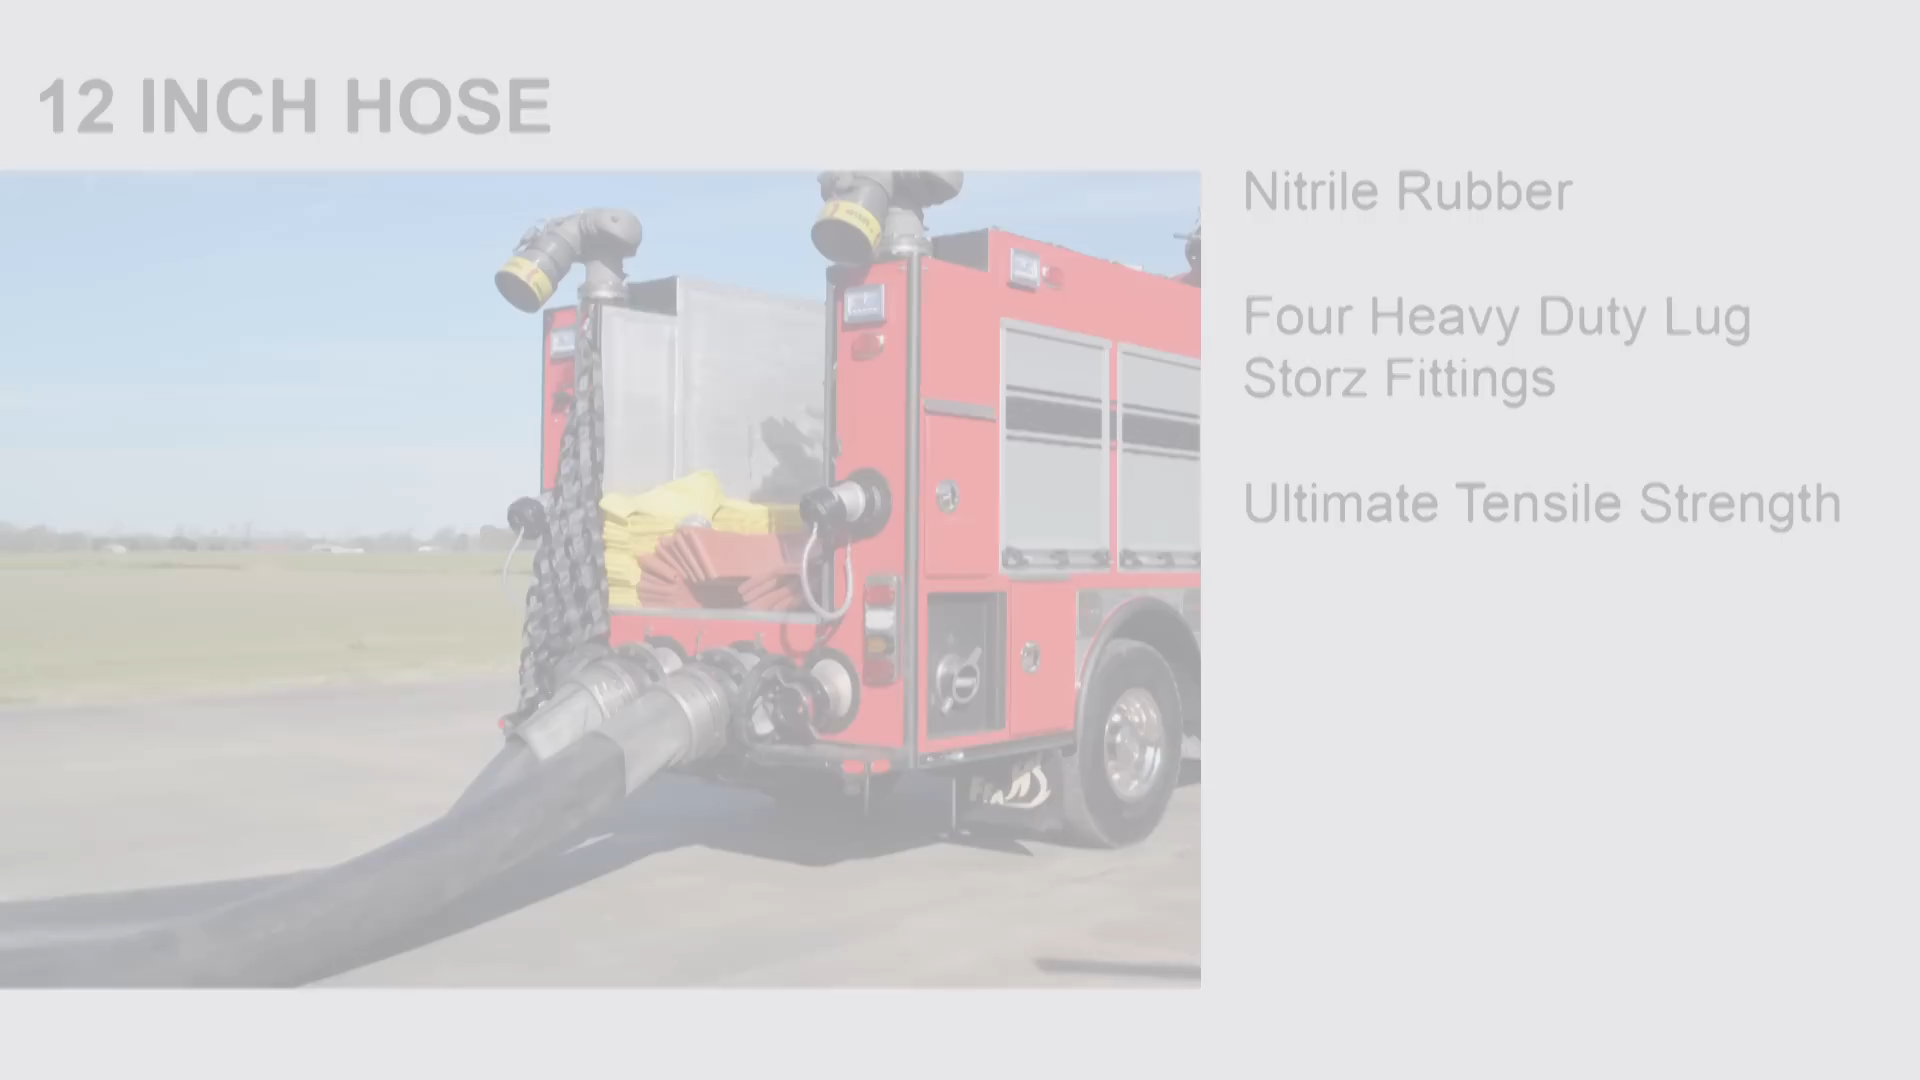 12 INCH HOSE
Nitrile Rubber
Four Heavy Duty Lug
Storz Fittings
Ultimate Tensile Strength